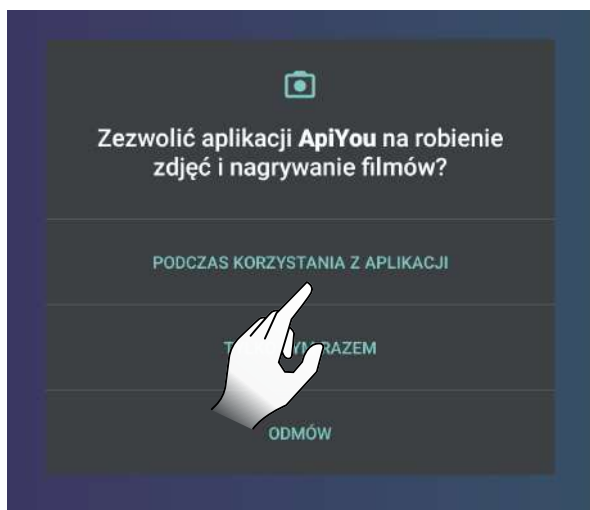 Zezwolić aplikacji ApiYou na robienie
zdjęć i nagrywanie filmów?
PODCZAS KORZYSTANIA Z APLIKACJI
RAZEM
ODMÓW